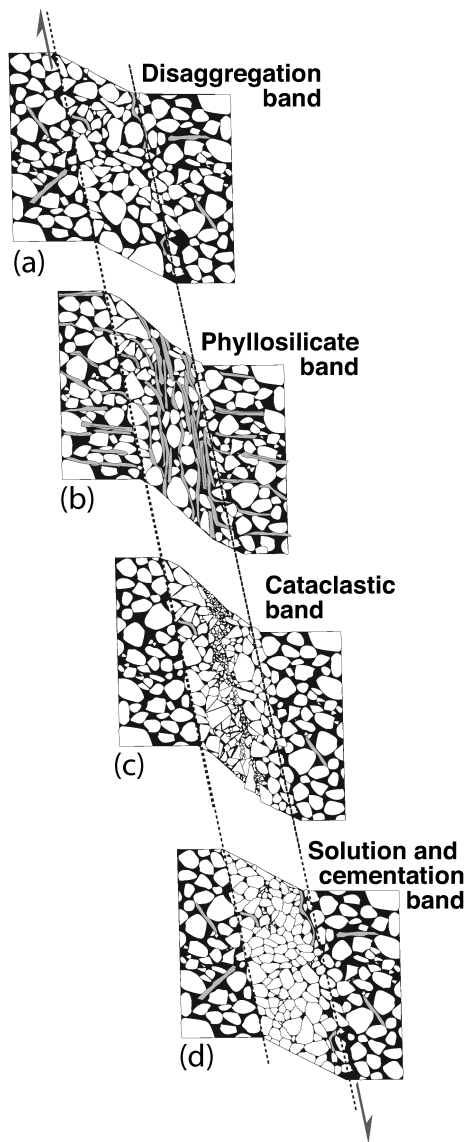 Disaggregation
band
(a)
Phyllosilicate
band
(b)
Cataclastic
band
(c)
Solution and
cementation
band
(d)